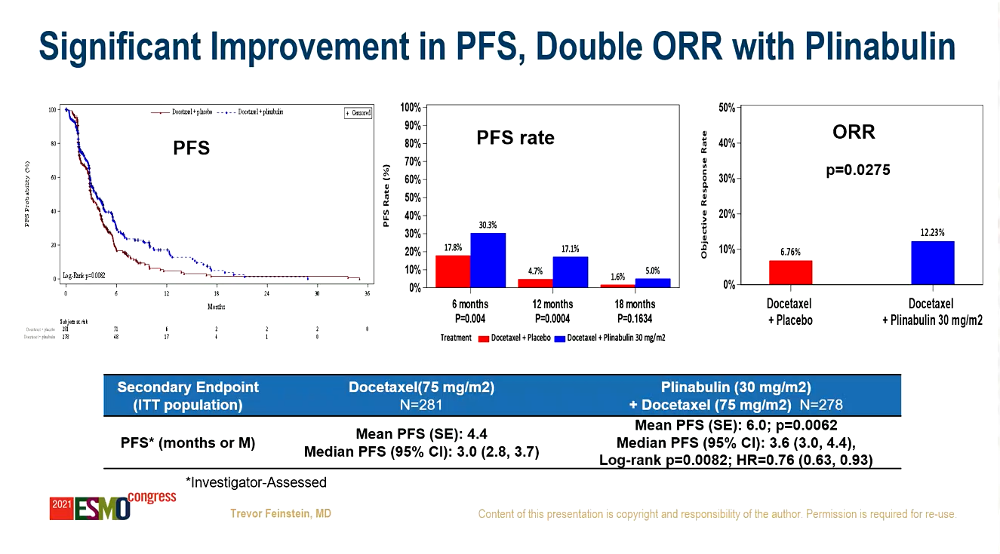 Significant Improvement in PFS, Double ORR with Plinabulin
PFS
Docetaxel + placebo
Docetaxel + plinabulin
+ Censored
PFS Probability (%)
100
80
60
40
20
0
Log-Rank p=0.0082
0 6 12 18 24 30 36
Months
Subjects at risk
Docetaxel + placebo 281 31 6 2 2 2 0
Docetaxel + plinabulin 278 48 17 4 1 0
PFS rate
PFS Rate (%)
100%
90%
80%
70%
60%
50%
40%
30%
20%
10%
0%
17.8% 30.3%
4.7% 17.1%
1.6% 5.0%
6 months 12 months 18 months
P=0.004 P=0.0004 P=0.1634
Treatment Docetaxel + Placebo Docetaxel + Plinabulin 30 mg/m2
ORR
p=0.0275
Objective Response Rate
50%
40%
30%
20%
10%
0%
6.76% 12.23%
Docetaxel
+ Placebo
Docetaxel
+ Plinabulin 30 mg/m2
Secondary Endpoint
(ITT population)
Docetaxel(75 mg/m2)
N=281
Plinabulin (30 mg/m2)
+ Docetaxel (75 mg/m2) N=278
PFS* (months or M)
Mean PFS (SE): 4.4
Median PFS (95% CI): 3.0 (2.8, 3.7)
Mean PFS (SE): 6.0; p=0.0062
Median PFS (95% CI): 3.6 (3.0, 4.4),
Log-rank p=0.0082; HR=0.76 (0.63, 0.93)
*Investigator-Assessed
2021 ESMO congress
Trevor Feinstein, MD
Content of this presentation is copyright and responsibility of the author. Permission is required for re-use.